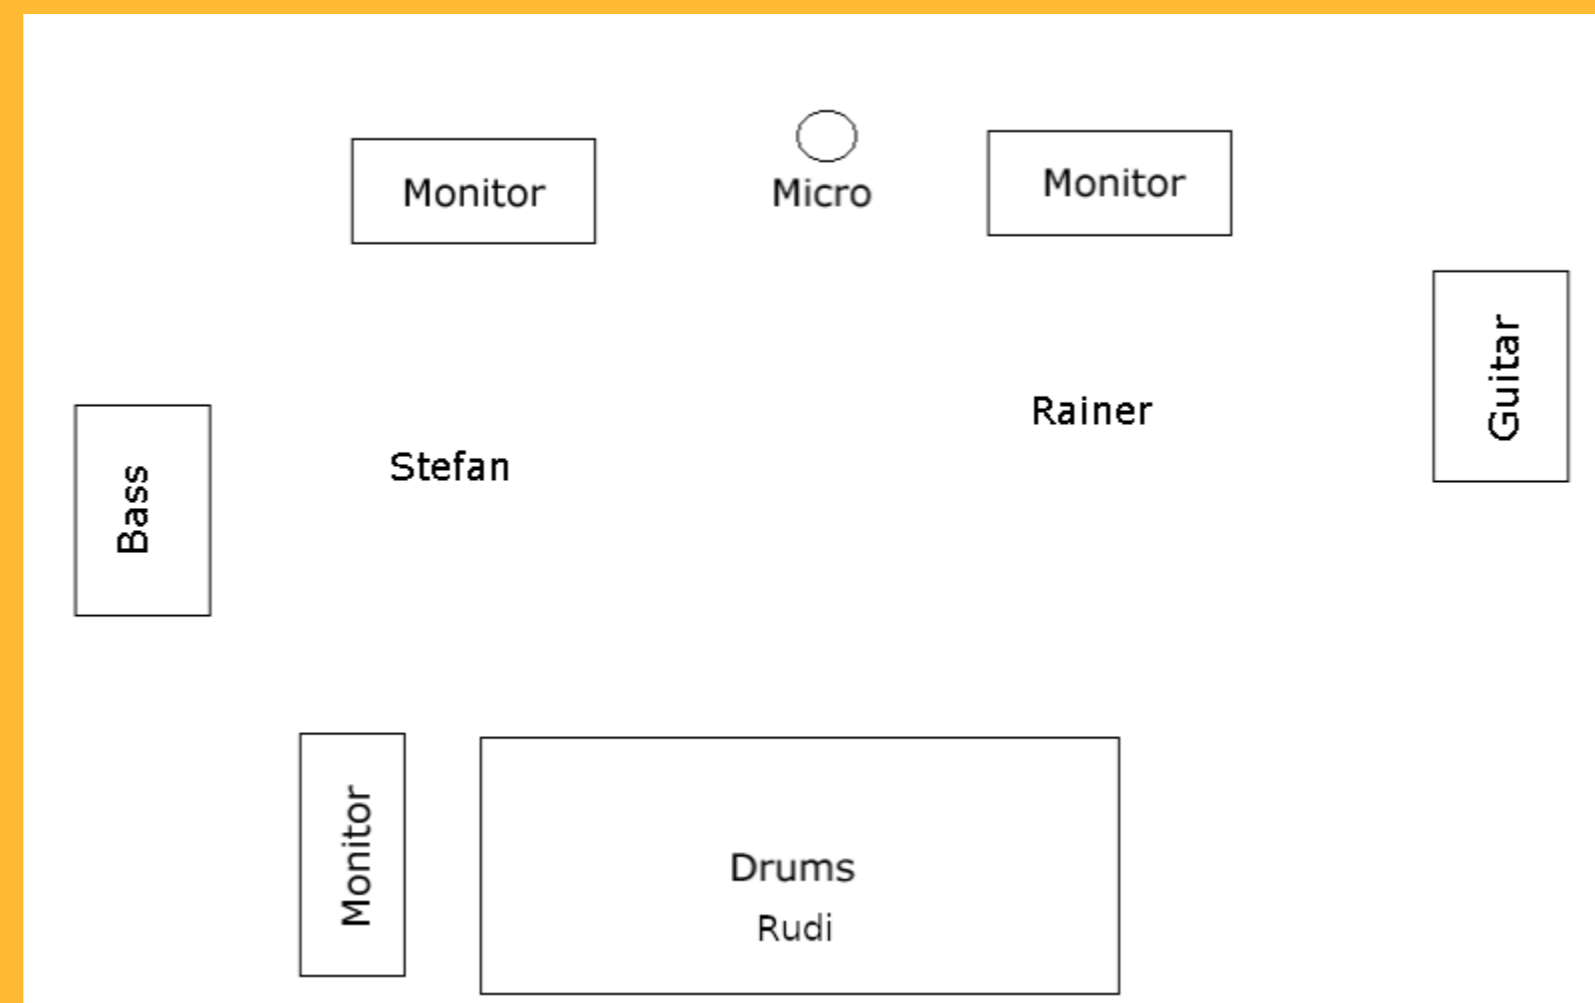 Monitor
Micro
Monitor
Guitar
Rainer
Stefan
Bass
Monitor
Drums
Rudi